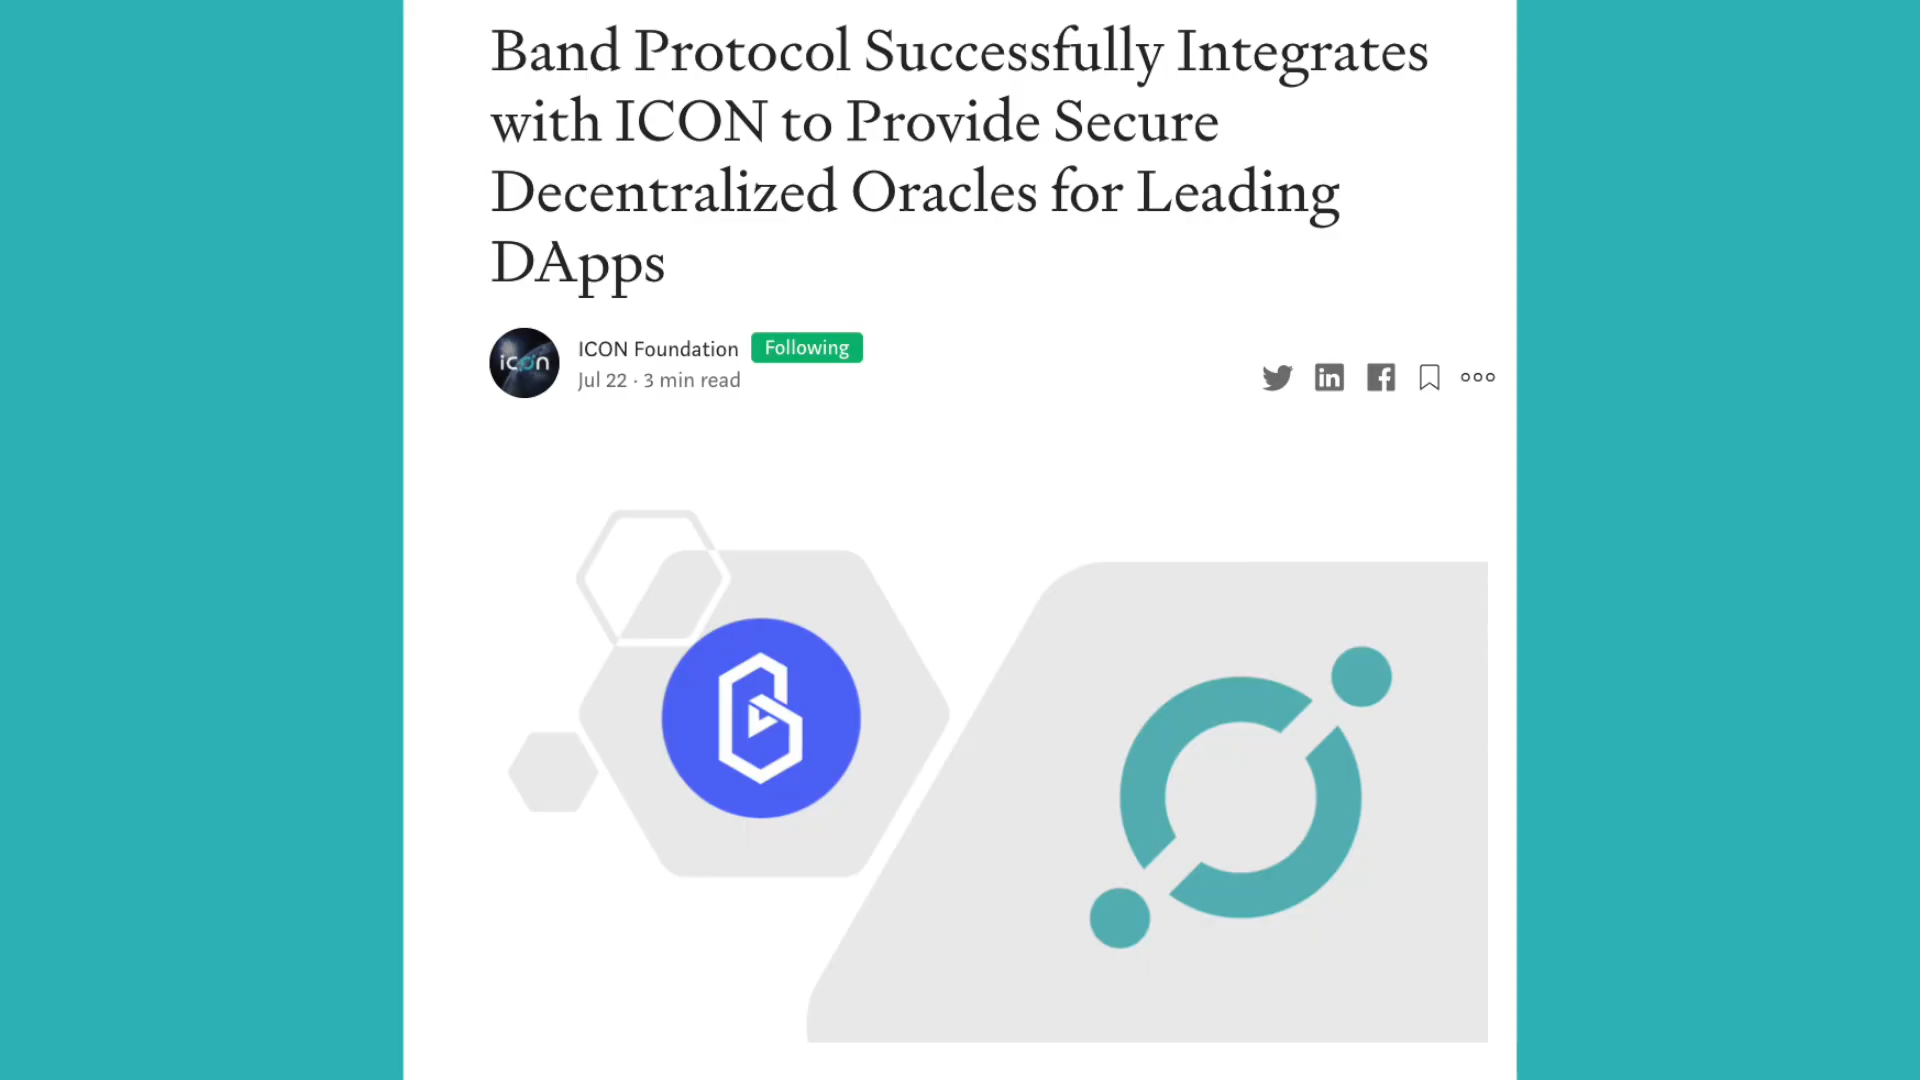 Band Protocol Successfully Integrates
with ICON to Provide Secure
Decentralized Oracles for Leading
DApps
icon
ICON Foundation Following
Jul 22 · 3 min read